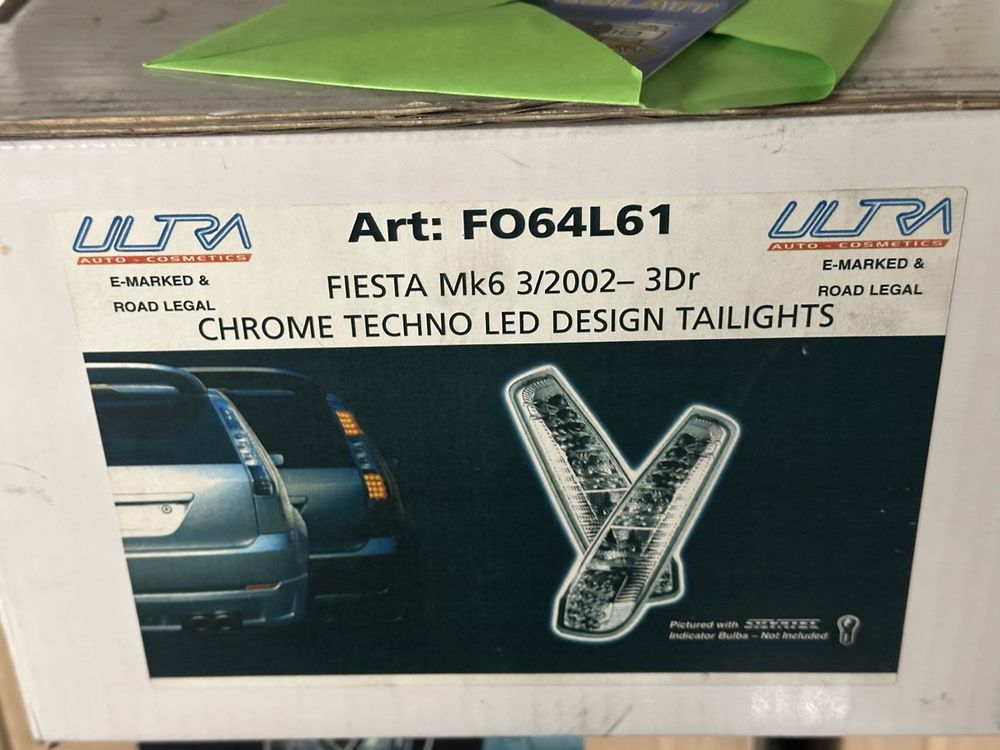 ULTRA
AUTO - COSMETICS
E-MARKED &
ROAD LEGAL
Art: FO64L61
FIESTA Mk6 3/2002– 3Dr
CHROME TECHNO LED DESIGN TAILIGHTS
ULTRA
AUTO - COSMETICS
E-MARKED &
ROAD LEGAL
Pictured with
Indicator Bulbs – Not Included